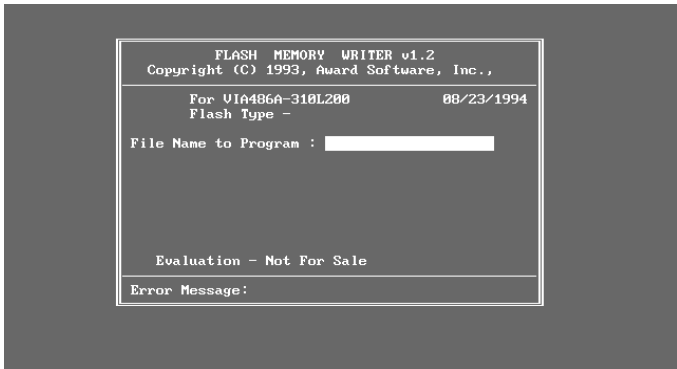 FLASH MEMORY WRITER v1.2
Copyright (C) 1993, Award Software, Inc.,
For VIA486A-310L200 08/23/1994
Flash Type -
File Name to Program :
Evaluation - Not For Sale
Error Message: